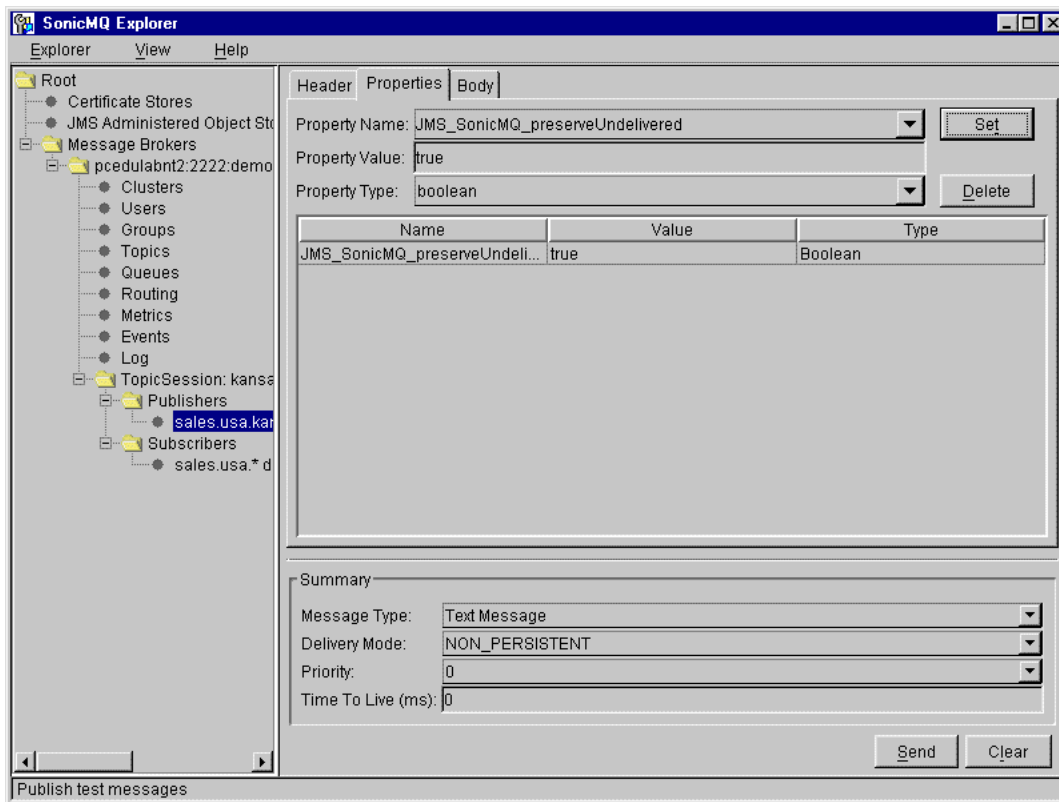 SonicMQ Explorer
Explorer View Help
Root
Certificate Stores
JMS Administered Object Sto
Message Brokers
pcedulabnt2:2222:demo
Clusters
Users
Groups
Topics
Queues
Routing
Metrics
Events
Log
TopicSession: kansa
Publishers
sales.usa.kan
Subscribers
sales.usa.* d
Header Properties Body
Property Name: JMS_SonicMQ_preserveUndelivered Set
Property Value: true
Property Type: boolean Delete
Name Value Type
JMS_SonicMQ_preserveUndeli... true Boolean
Summary
Message Type: Text Message
Delivery Mode: NON_PERSISTENT
Priority: 0
Time To Live (ms): 0
Send Clear
Publish test messages